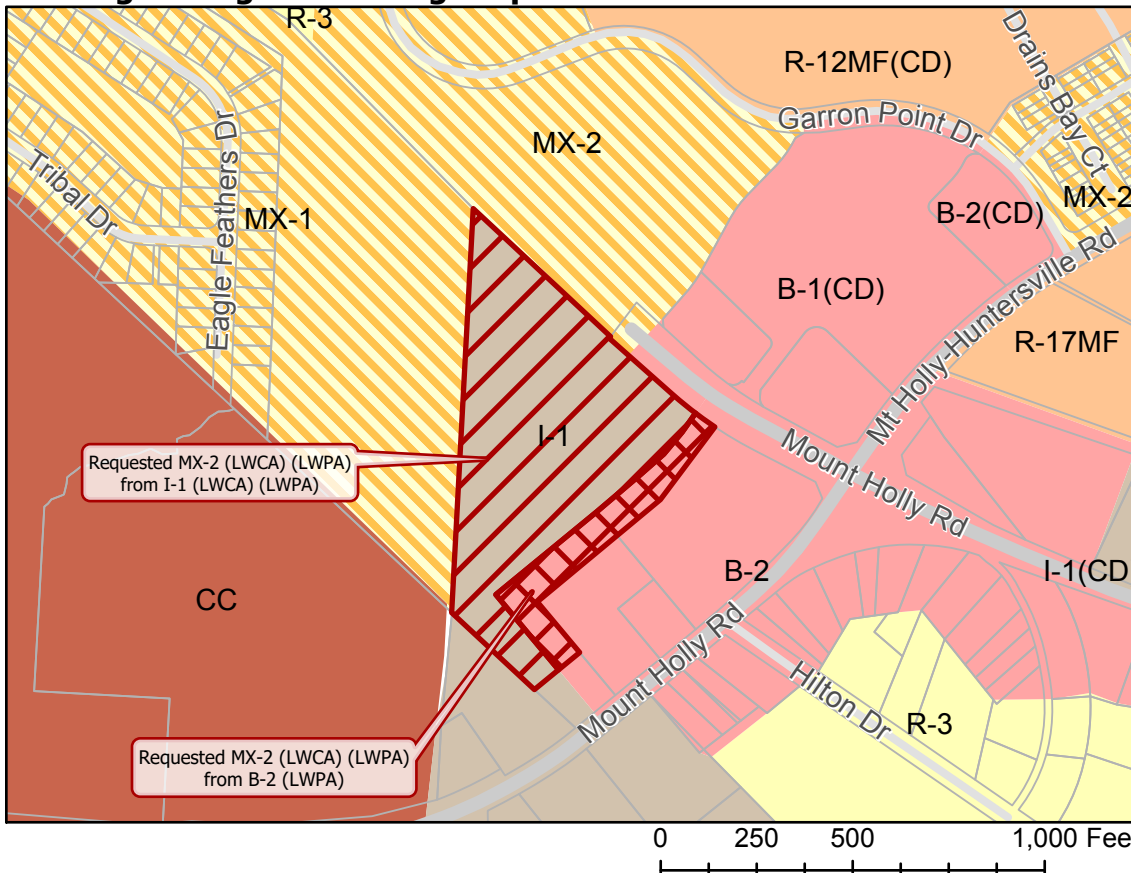 R-3
R-12MF(CD)
Drains Bay Ct
Garron Point Dr
MX-2
Eagle Feathers Dr
Tribal Dr
MX-1
MX-2
B-2(CD)
B-1(CD)
Mt Holly-Huntersville Rd
R-17MF
I-1
Requested MX-2 (LWCA) (LWPA)
from I-1 (LWCA) (LWPA)
Mount Holly Rd
CC
B-2
I-1(CD
Mount Holly Rd
Hilton Dr
R-3
Requested MX-2 (LWCA) (LWPA)
from B-2 (LWPA)
0 250 500 1,000 Fee